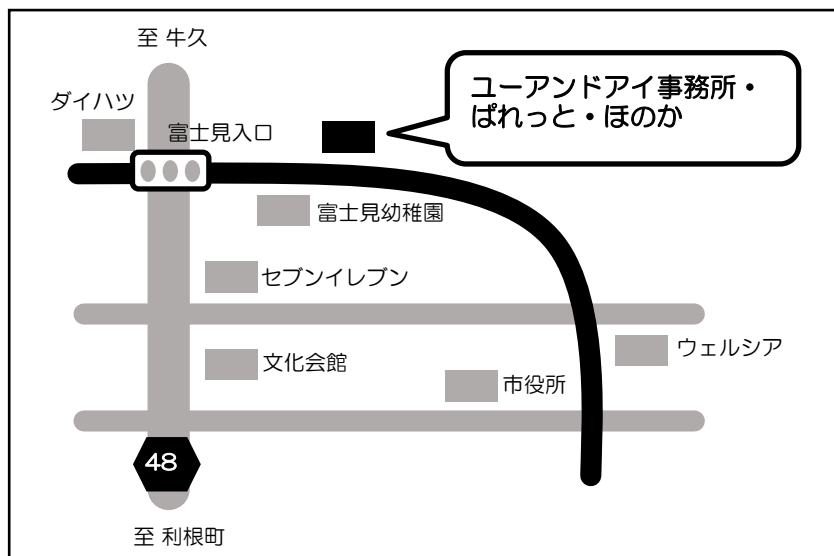 至 牛久
ダイハツ
富士見入口
ユーアンドアイ事務所・
ぱれっと・ほのか
富士見幼稚園
セブンイレブン
ウェルシア
文化会館
市役所
48
至 利根町